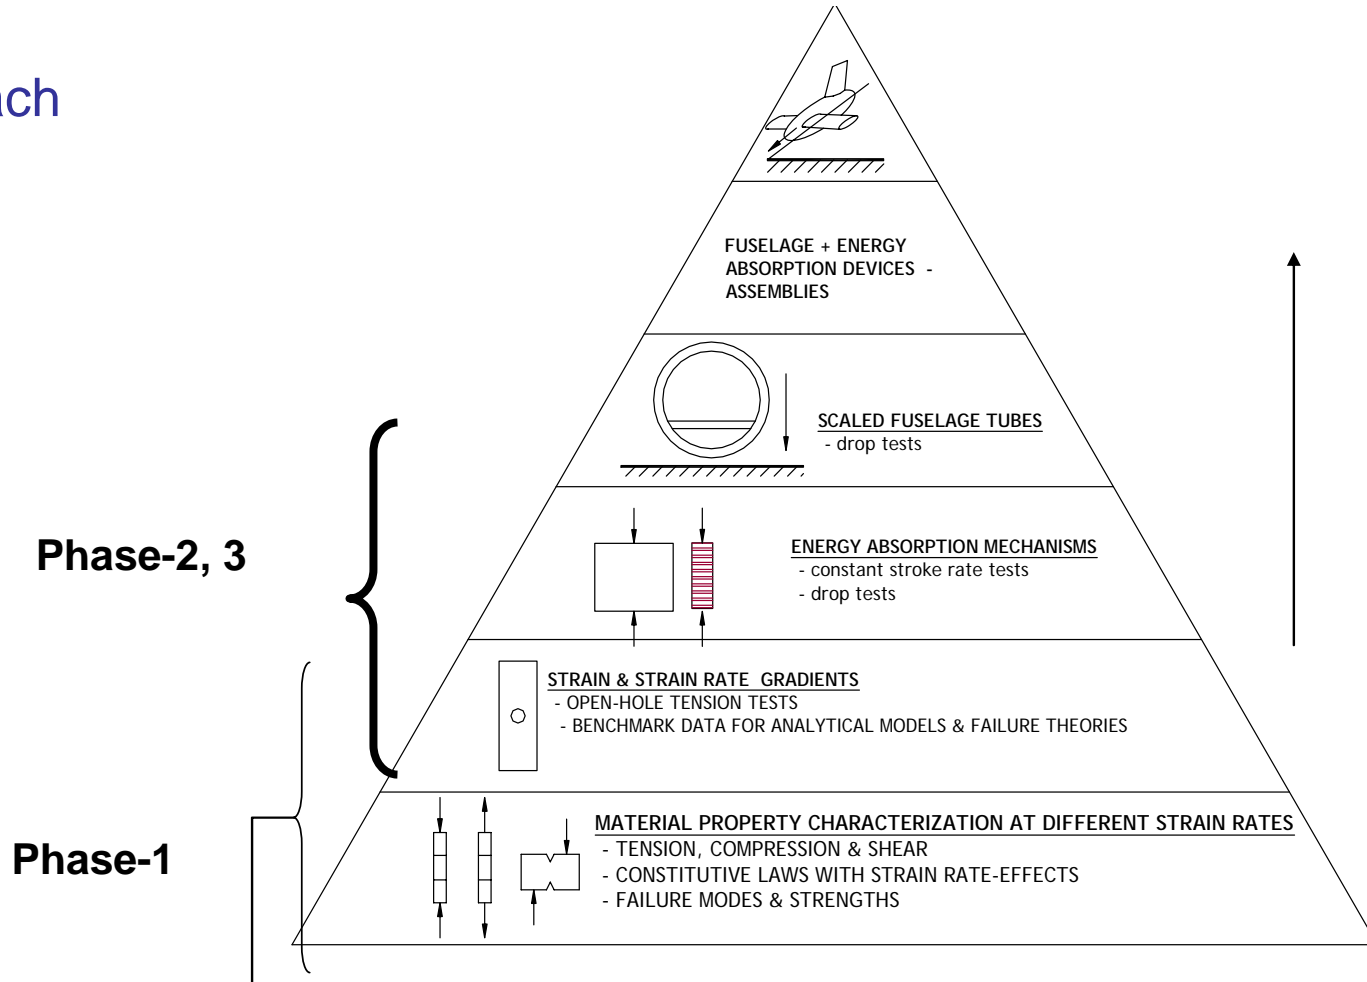 ach
FUSELAGE + ENERGY
ABSORPTION DEVICES -
ASSEMBLIES
SCALED FUSELAGE TUBES
- drop tests
Phase-2, 3
ENERGY ABSORPTION MECHANISMS
- constant stroke rate tests
- drop tests
STRAIN & STRAIN RATE GRADIENTS
- OPEN-HOLE TENSION TESTS
- BENCHMARK DATA FOR ANALYTICAL MODELS & FAILURE THEORIES
Phase-1
MATERIAL PROPERTY CHARACTERIZATION AT DIFFERENT STRAIN RATES
- TENSION, COMPRESSION & SHEAR
- CONSTITUTIVE LAWS WITH STRAIN RATE-EFFECTS
- FAILURE MODES & STRENGTHS